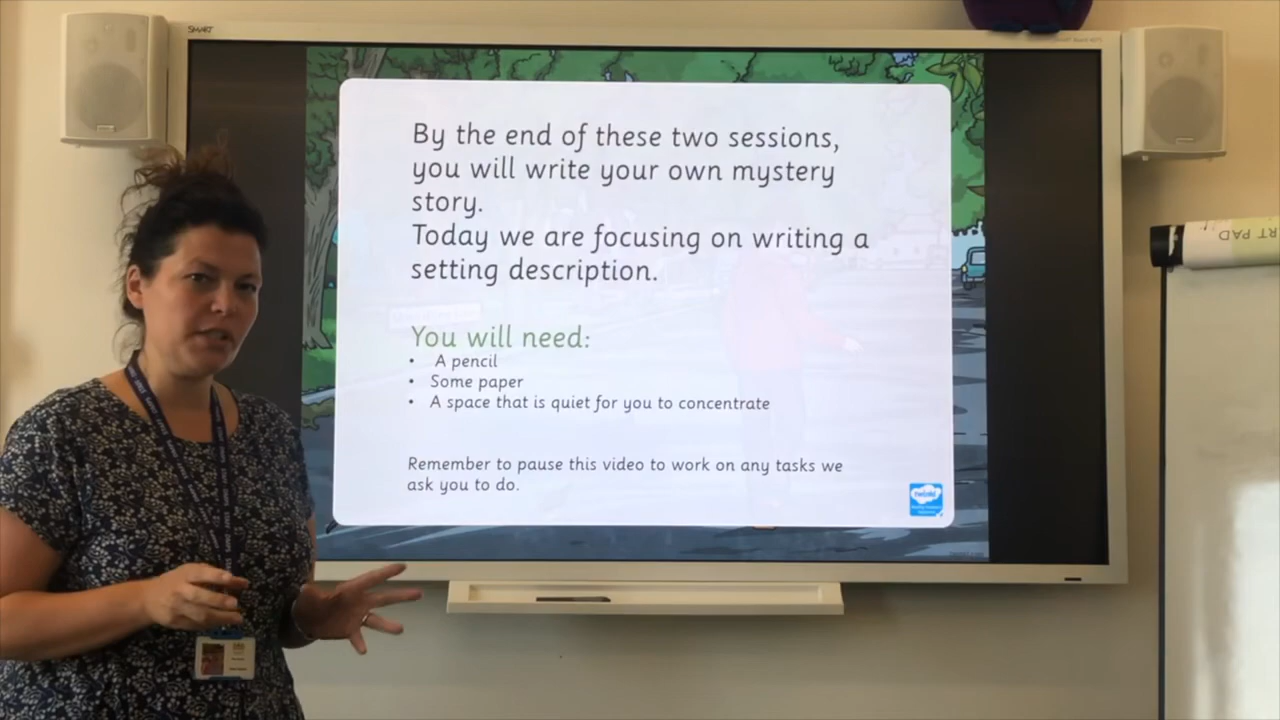 SMART
By the end of these two sessions,
you will write your own mystery
story.
Today we are focusing on writing a
setting description.
You will need:
• A pencil
• Some paper
• A space that is quiet for you to concentrate
Remember to pause this video to work on any tasks we
ask you to do.
twinkl
RT PAD